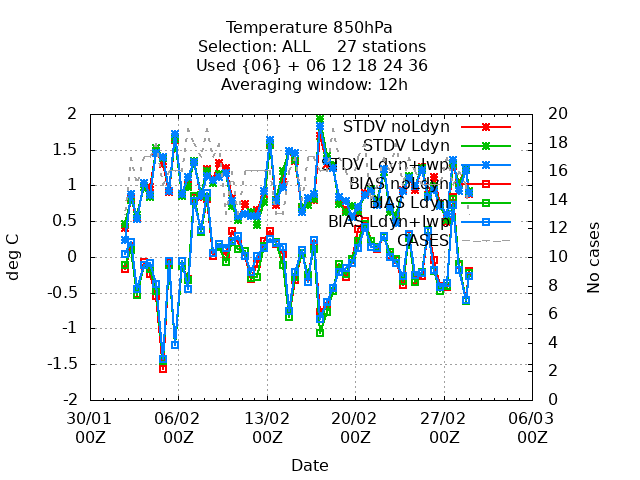 Temperature 850hPa
Selection: ALL 27 stations
Used {06} + 06 12 18 24 36
Averaging window: 12h
2
1.5
1
0.5
0
-0.5
-1
-1.5
-2
20
18
16
14
12
10
8
6
4
2
0
deg C
No cases
STDV noLdyn
STDV Ldyn
STDV Ldyn+lwp
BIAS noLdyn
BIAS Ldyn
BIAS Ldyn+lwp
CASES
30/01 06/02 13/02 20/02 27/02 06/03
00Z 00Z 00Z 00Z 00Z 00Z
Date